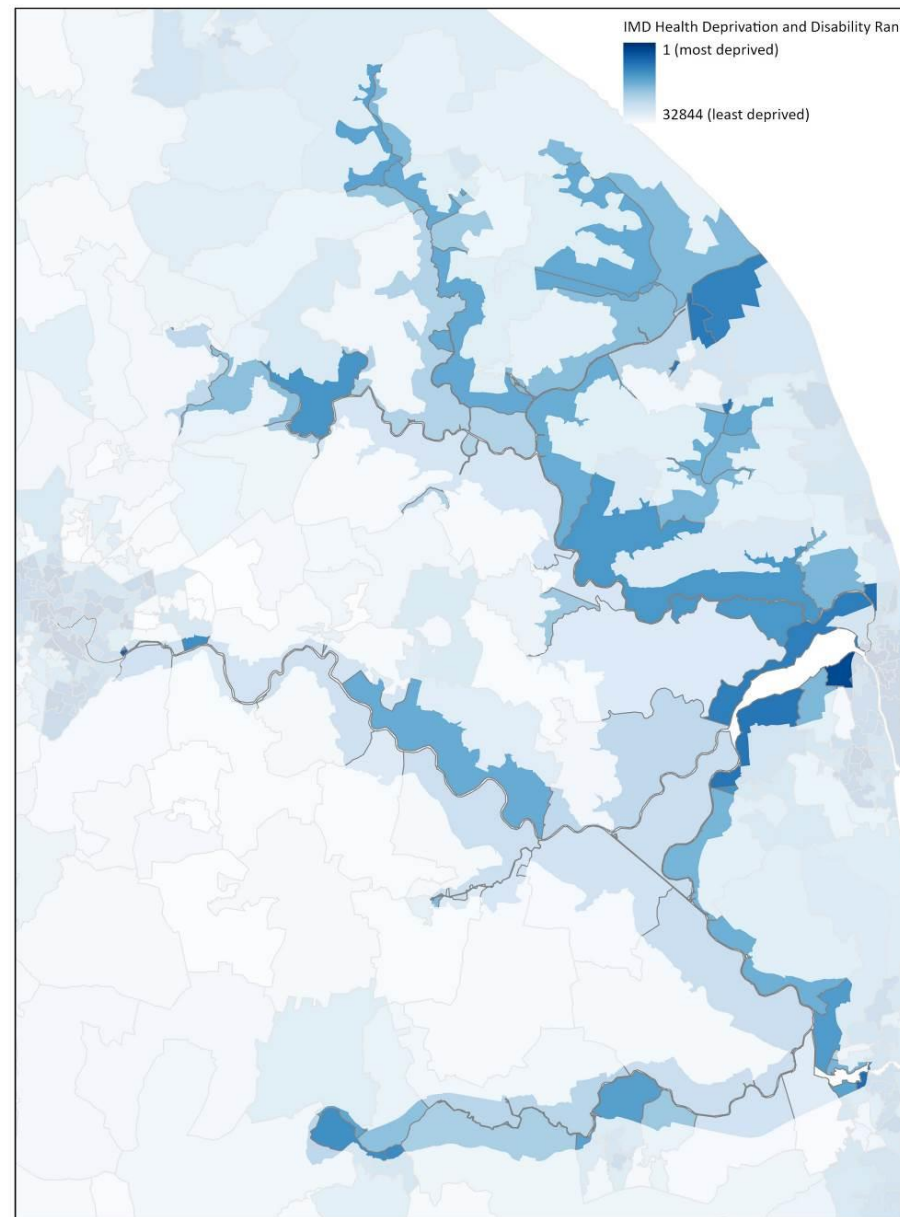 IMD Health Deprivation and Disability Ran
1 (most deprived)
32844 (least deprived)